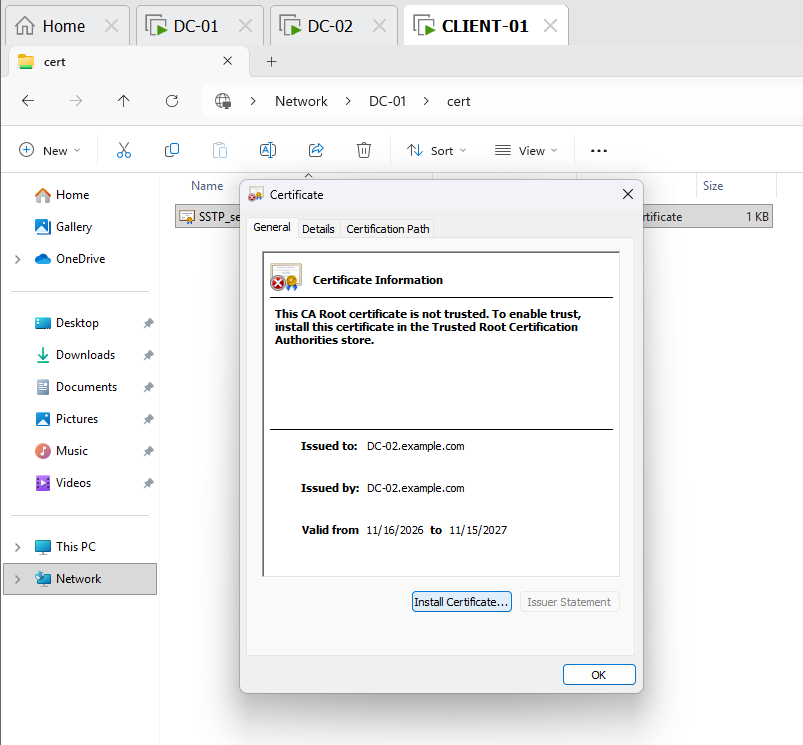 Home
DC-01
DC-02
CLIENT-01
cert
Network
DC-01
cert
New
Sort
View
Home
Gallery
OneDrive
Desktop
Downloads
Documents
Pictures
Music
Videos
This PC
Network
Name
Size
SSTP_se
rtificate
1 KB
Certificate
General
Details
Certification Path
Certificate Information
This CA Root certificate is not trusted. To enable trust,
install this certificate in the Trusted Root Certification
Authorities store.
Issued to: DC-02.example.com
Issued by: DC-02.example.com
Valid from 11/16/2026 to 11/15/2027
Install Certificate...
Issuer Statement
OK